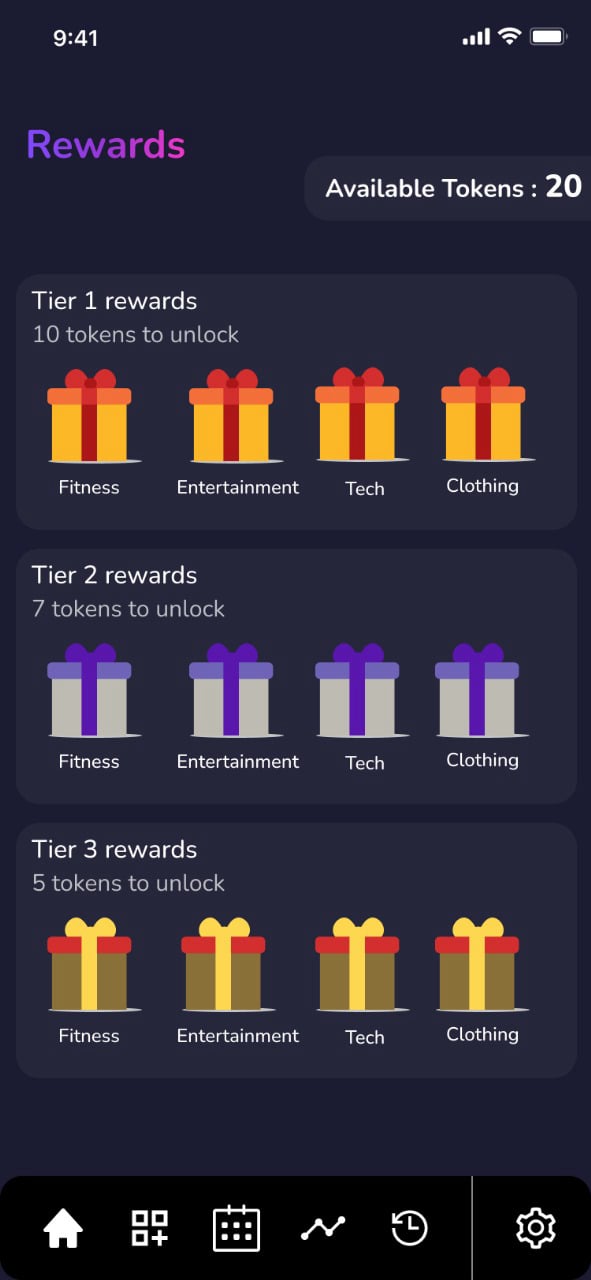 9:41
Rewards
Available Tokens : 20
Tier 1 rewards
10 tokens to unlock
Fitness Entertainment Tech Clothing
Tier 2 rewards
7 tokens to unlock
Fitness Entertainment Tech Clothing
Tier 3 rewards
5 tokens to unlock
Fitness Entertainment Tech Clothing